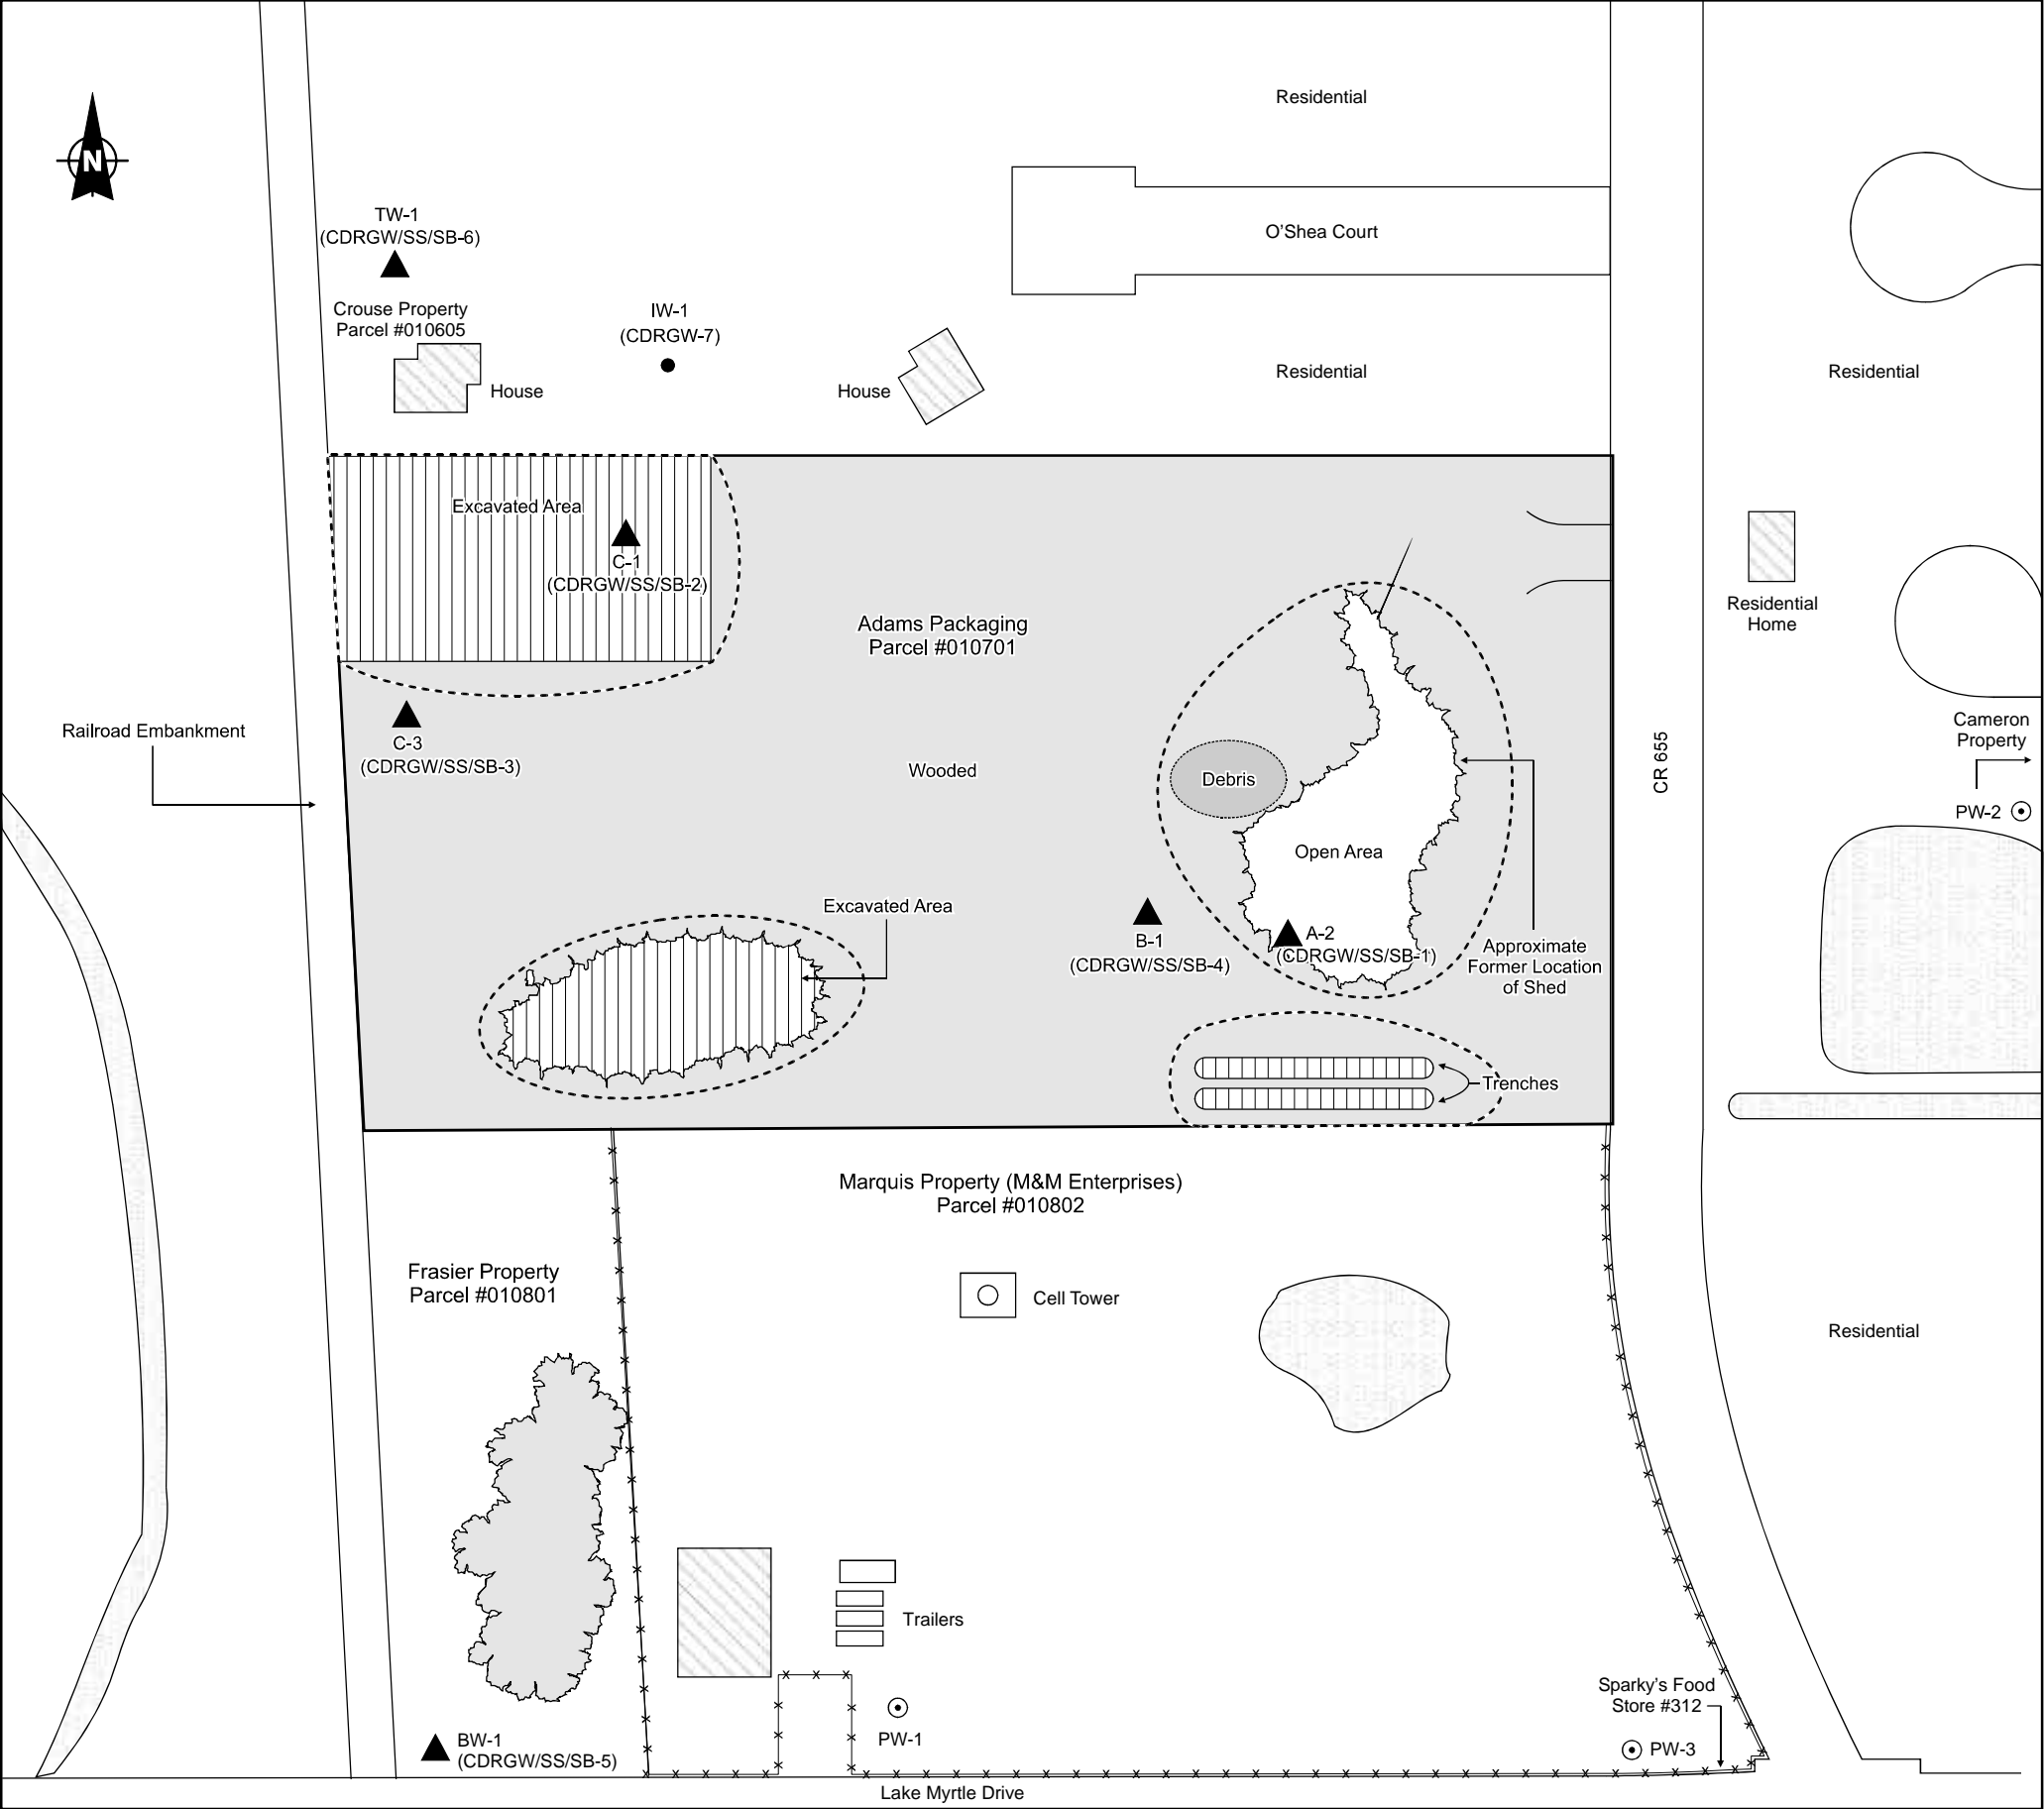 Residential
N
TW-1
(CDRGW/SS/SB-6)
O'Shea Court
Crouse Property
Parcel #010605
IW-1
(CDRGW-7)
House
House
Residential
Residential
Excavated Area
C-1
(CDRGW/SS/SB-2)
Adams Packaging
Parcel #010701
Residential
Home
Railroad Embankment
C-3
(CDRGW/SS/SB-3)
Wooded
Debris
CR 655
Cameron
Property
PW-2
Open Area
Excavated Area
B-1
(CDRGW/SS/SB-4)
A-2
(CDRGW/SS/SB-1)
Approximate
Former Location
of Shed
Trenches
Marquis Property (M&M Enterprises)
Parcel #010802
Frasier Property
Parcel #010801
Cell Tower
Residential
Trailers
Sparky's Food
Store #312
BW-1
(CDRGW/SS/SB-5)
PW-1
PW-3
Lake Myrtle Drive